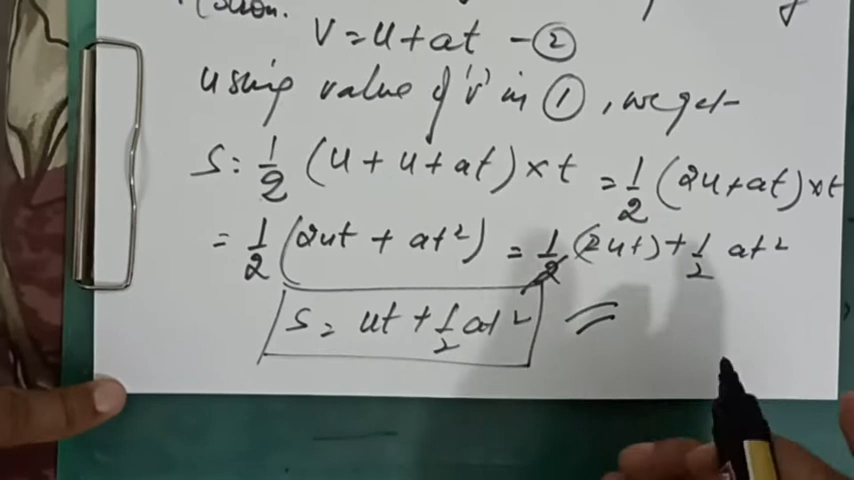 Motion.
V = u + at - ②
using value of 'v' in ①, we get-
S = 1/2 (u + u + at) × t = 1/2 (2u + at) × t
= 1/2 (2ut + at²) = 1/2 (2ut) + 1/2 at²
S = ut + 1/2 at²